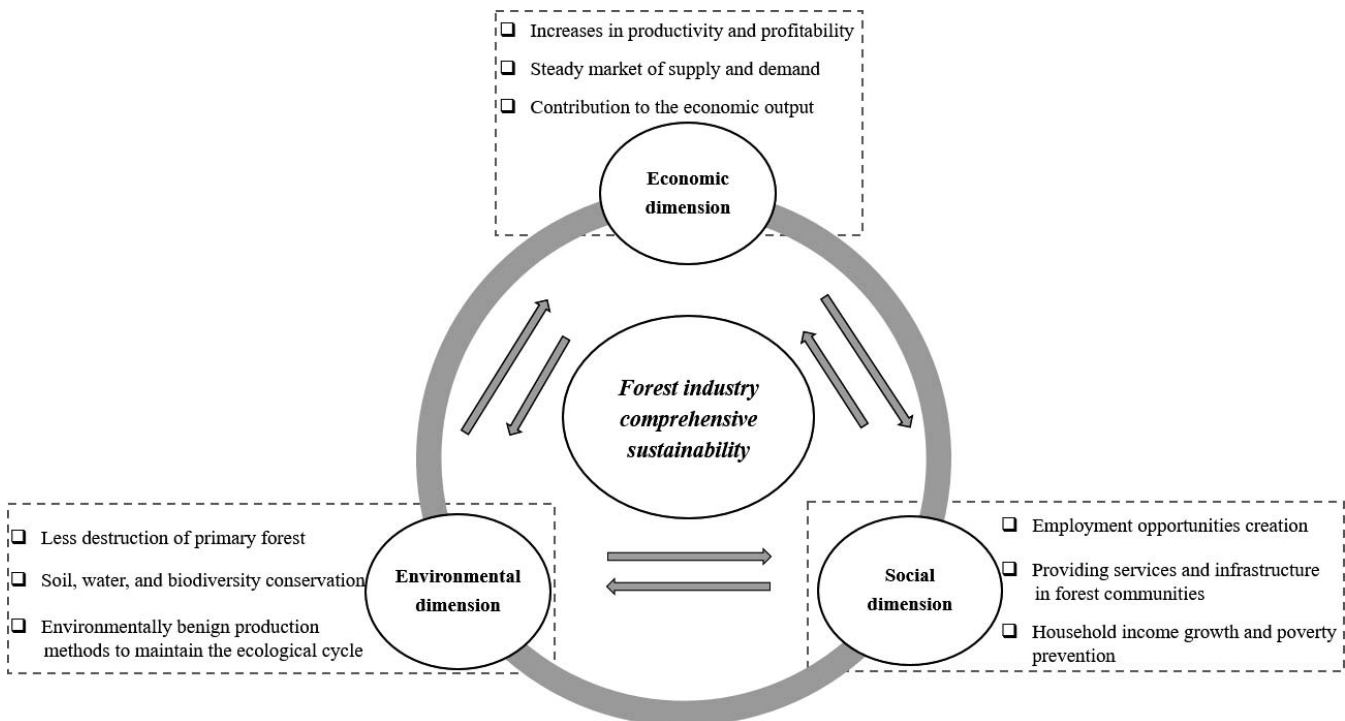 Increases in productivity and profitability
Steady market of supply and demand
Contribution to the economic output
Economic
dimension
Forest industry
comprehensive
sustainability
Less destruction of primary forest
Soil, water, and biodiversity conservation
Environmentally benign production
methods to maintain the ecological cycle
Environmental
dimension
Social
dimension
Employment opportunities creation
Providing services and infrastructure
in forest communities
Household income growth and poverty
prevention